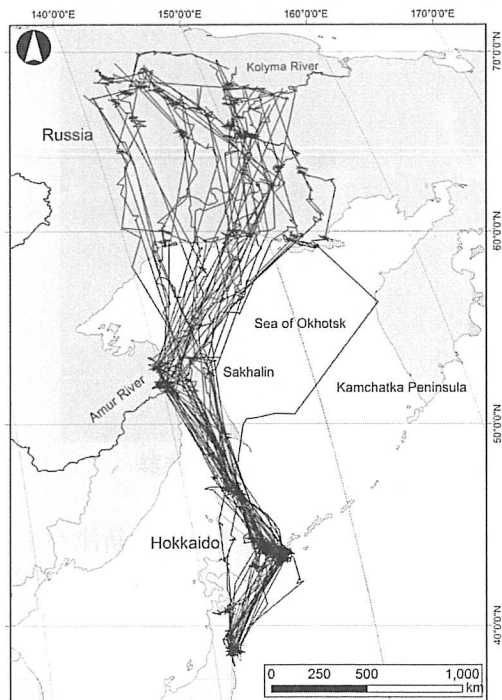 140°0'0"E
150°0'0"E
160°0'0"E
170°0'0"E
70°0'0"N
Kolyma River
Russia
60°0'0"N
Sea of Okhotsk
Sakhalin
Kamchatka Peninsula
Amur River
50°0'0"N
Hokkaido
40°0'0"N
0 250 500 1,000
km